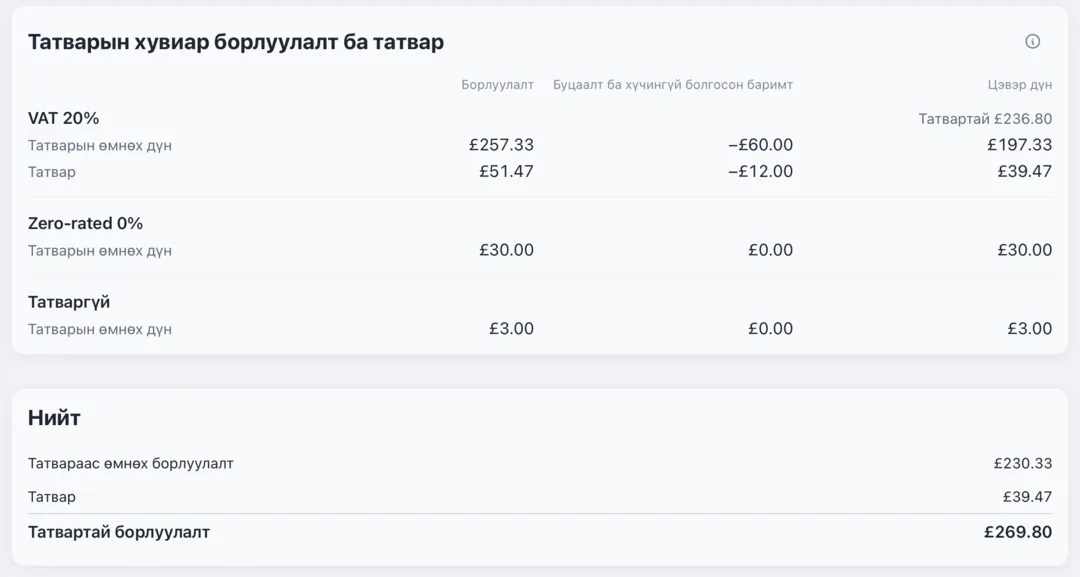 Татварын хувиар борлуулалт ба татвар
Борлуулалт Буцаалт ба хүчингүй болгосон баримт Цэвэр дүн
VAT 20% Татвартай £236.80
Татварын өмнөх дүн £257.33 –£60.00 £197.33
Татвар £51.47 –£12.00 £39.47
Zero-rated 0%
Татварын өмнөх дүн £30.00 £0.00 £30.00
Татваргүй
Татварын өмнөх дүн £3.00 £0.00 £3.00
Нийт
Татвараас өмнөх борлуулалт £230.33
Татвар £39.47
Татвартай борлуулалт £269.80